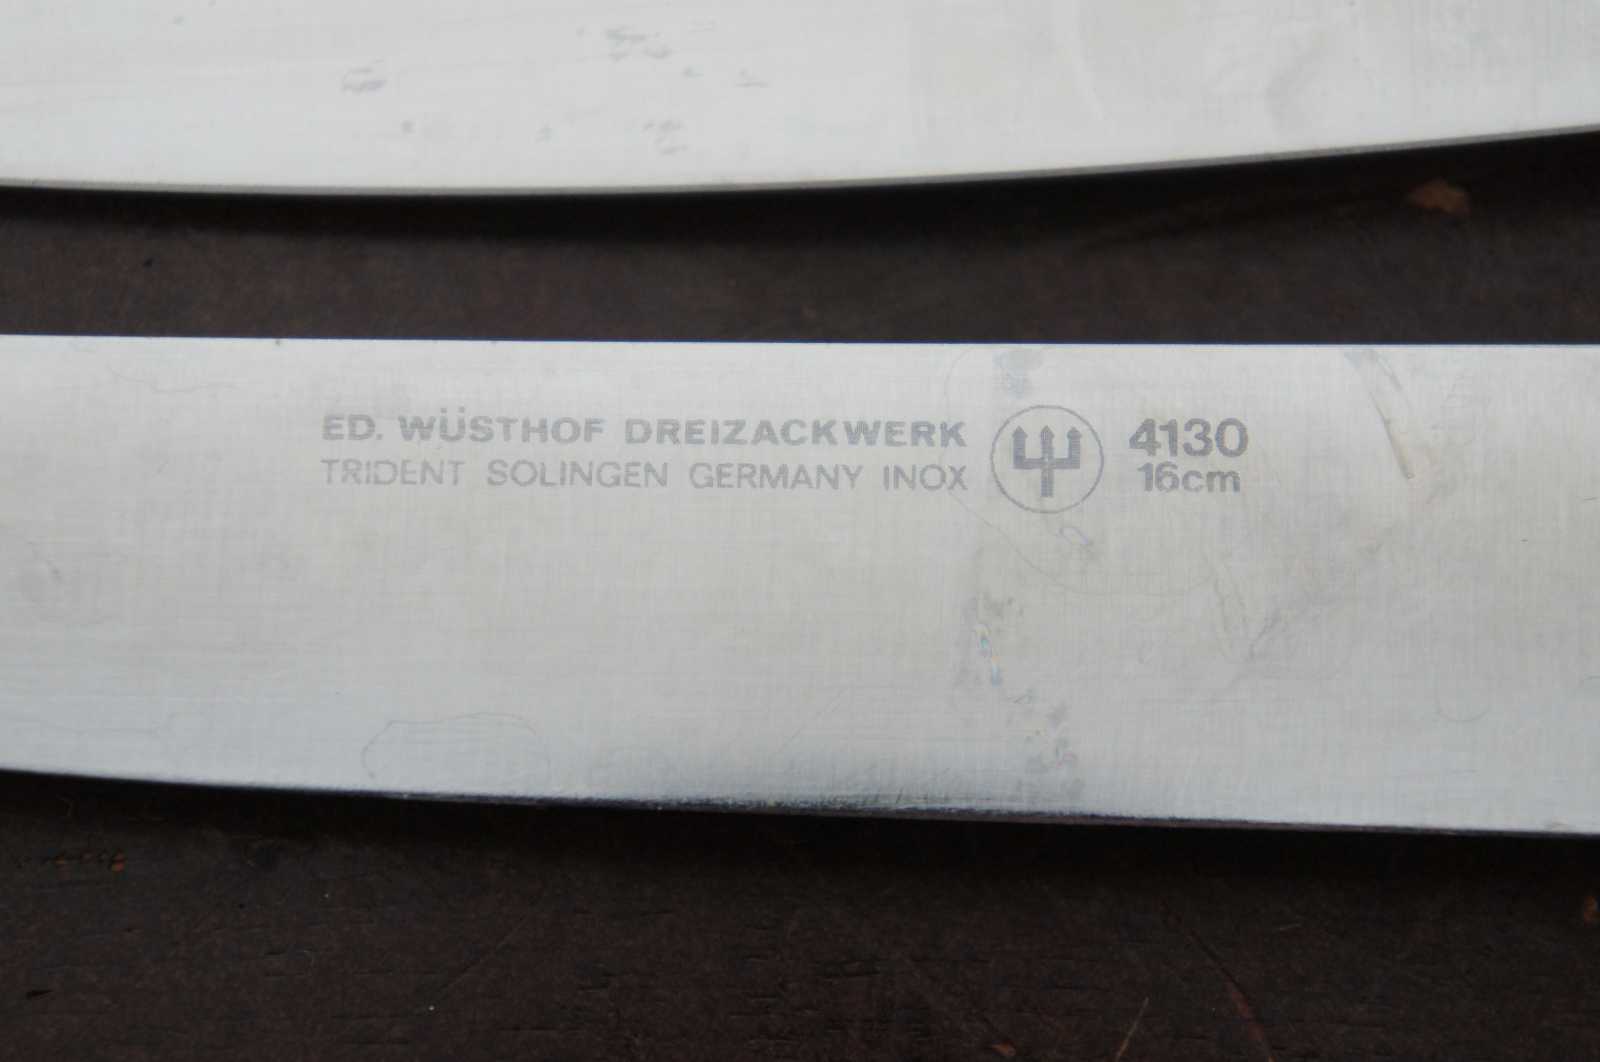 ED. WÜSTHOF DREIZACKWERK 4130
TRIDENT SOLINGEN GERMANY INOX 16cm